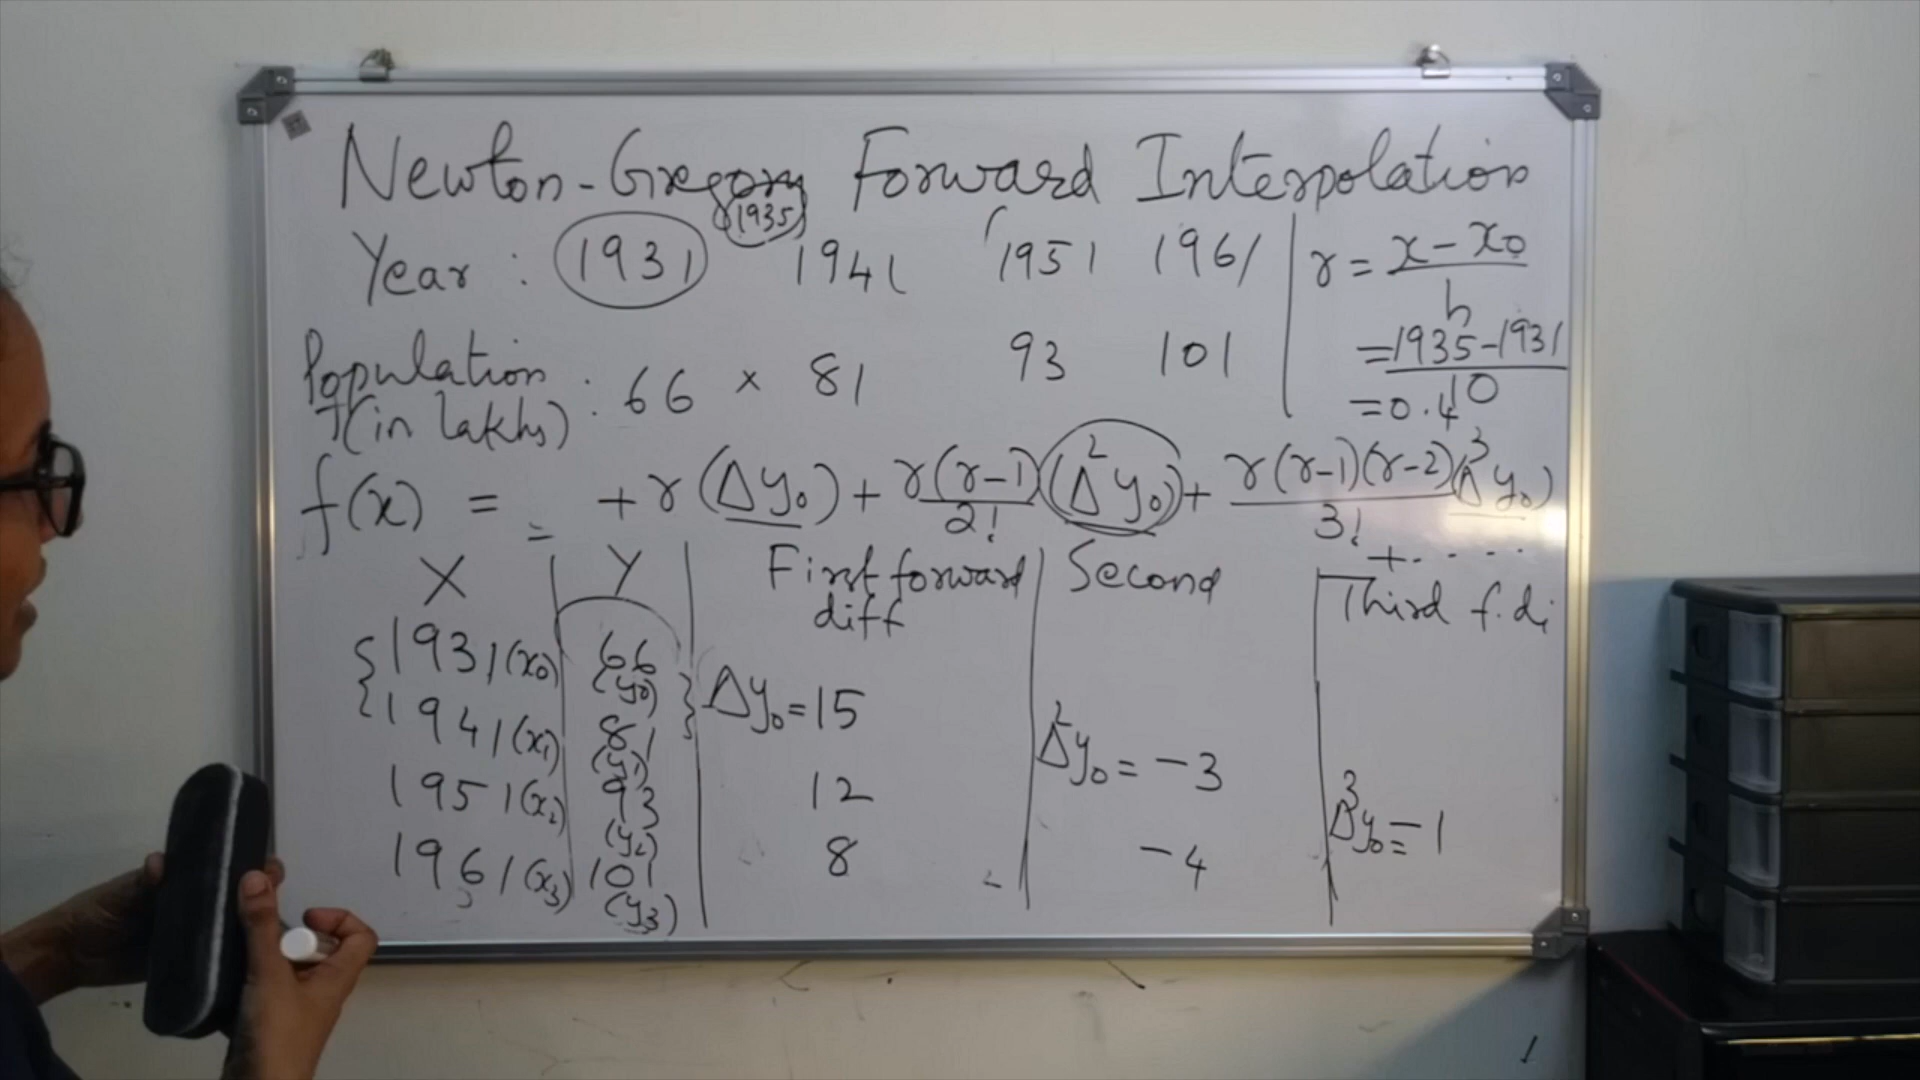 Newton-Gregory Forward Interpolation
1935
Year : 1931 1941 1951 1961
r = x - x₀ / h
= 1935-1931 / 10
= 0.4
Population (in lakhs) : 66 × 81 93 101
f(x) = + r (Δy₀) + r(r-1) / 2! (Δ²y₀) + r(r-1)(r-2) / 3! (Δ³y₀)
+ . . . .
X Y First forward diff Second Third f. di
1931 (x₀) 66 (y₀)
Δy₀ = 15
1941 (x₁) 81 (y₁)
Δ²y₀ = -3
1951 (x₂) 93 (y₂) 12
Δ³y₀ = -1
1961 (x₃) 101 (y₃) 8 -4